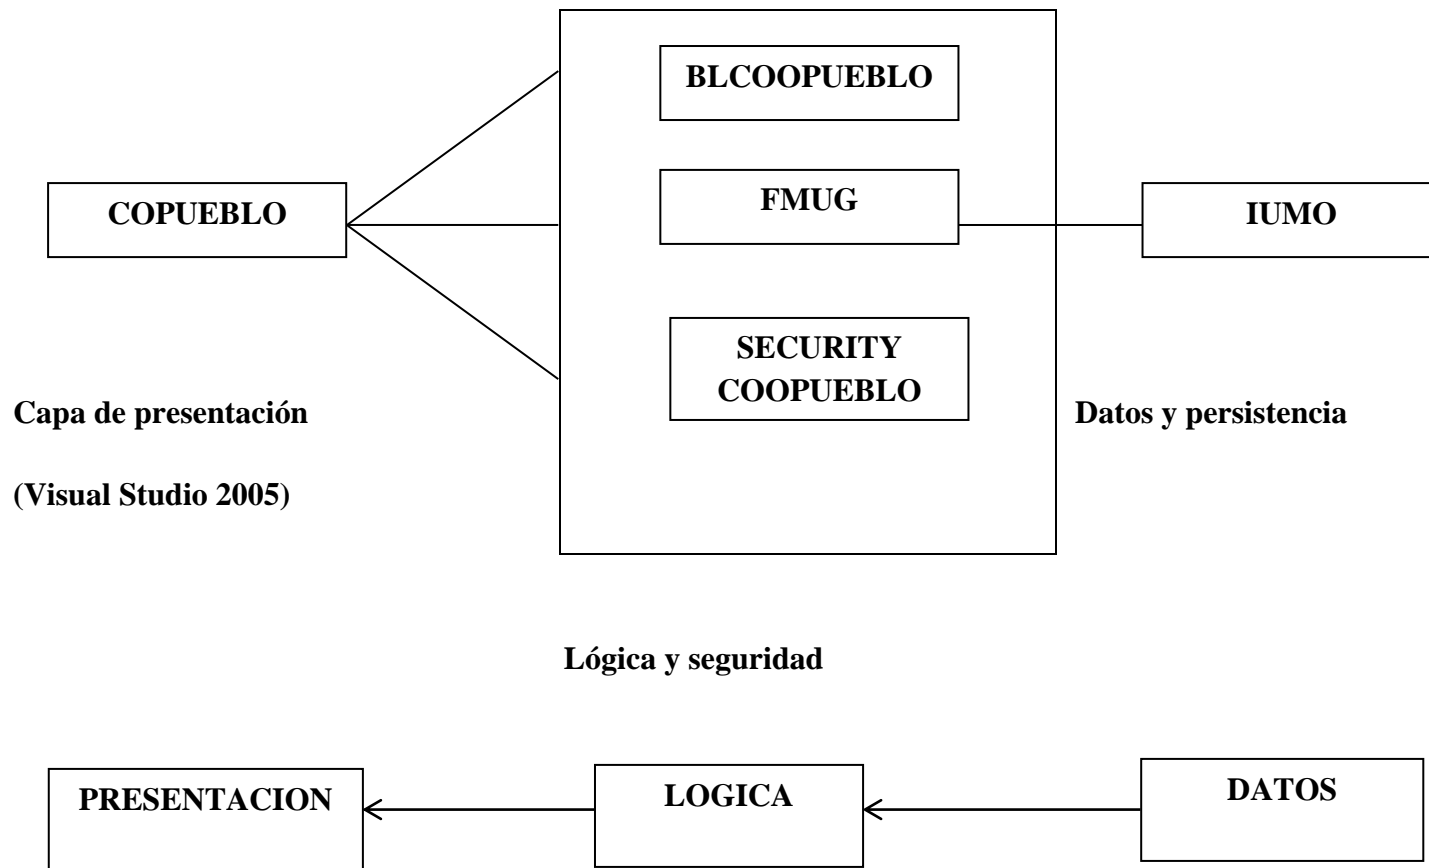 BLCOOPUEBLO
COPUEBLO
FMUG
IUMO
SECURITY
COOPUEBLO
Capa de presentación
Datos y persistencia
(Visual Studio 2005)
Lógica y seguridad
PRESENTACION
LOGICA
DATOS